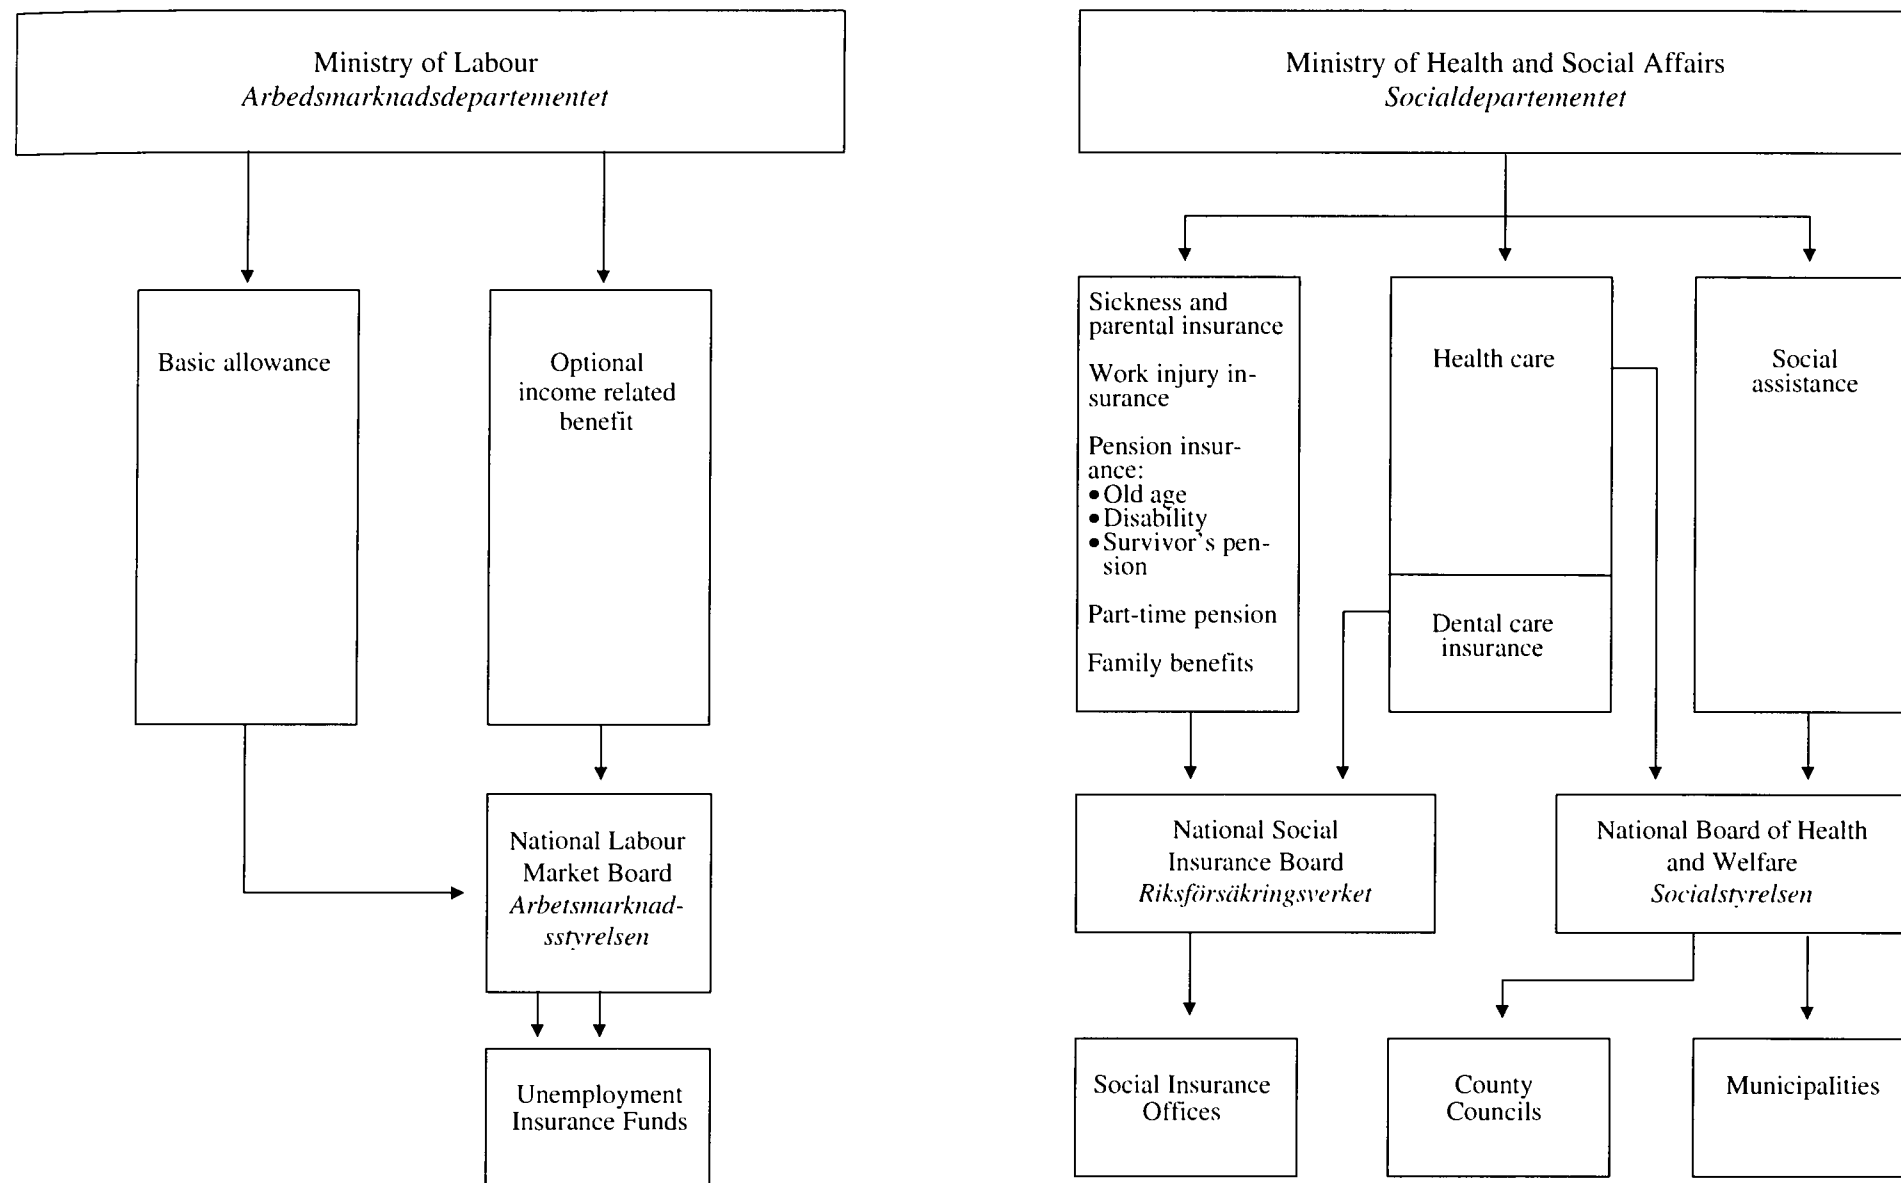 Ministry of Labour
Arbedsmarknadsdepartementet
Ministry of Health and Social Affairs
Socialdepartementet
Basic allowance
Optional
income related
benefit
Sickness and
parental insurance
Work injury in-
surance
Pension insur-
ance:
• Old age
• Disability
• Survivor's pen-
sion
Part-time pension
Family benefits
Health care
Dental care
insurance
Social
assistance
National Labour
Market Board
Arbetsmarknad-
sstyrelsen
National Social
Insurance Board
Riksförsäkringsverket
National Board of Health
and Welfare
Socialstyrelsen
Unemployment
Insurance Funds
Social Insurance
Offices
County
Councils
Municipalities